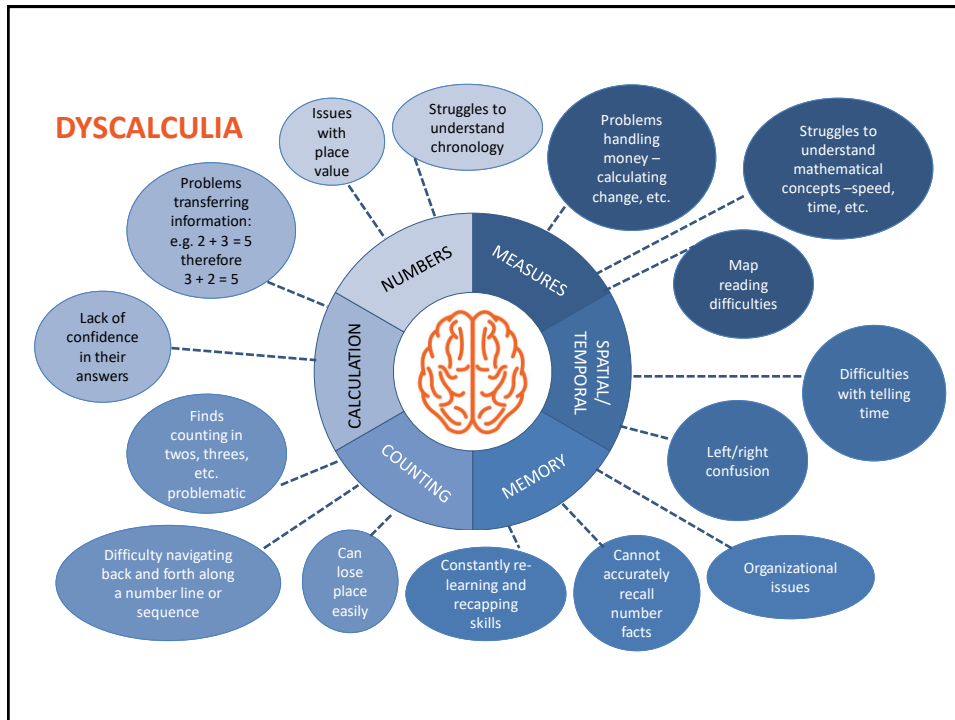 DYSCALCULIA
Issues
with
place
value
Struggles to
understand
chronology
Problems
handling
money –
calculating
change, etc.
Struggles to
understand
mathematical
concepts –speed,
time, etc.
Problems
transferring
information:
e.g. 2 + 3 = 5
therefore
3 + 2 = 5
Map
reading
difficulties
Lack of
confidence
in their
answers
NUMBERS
MEASURES
CALCULATION
SPATIAL/
TEMPORAL
COUNTING
MEMORY
Difficulties
with telling
time
Finds
counting in
twos, threes,
etc.
problematic
Left/right
confusion
Difficulty navigating
back and forth along
a number line or
sequence
Can
lose
place
easily
Constantly re-
learning and
recapping
skills
Cannot
accurately
recall
number
facts
Organizational
issues